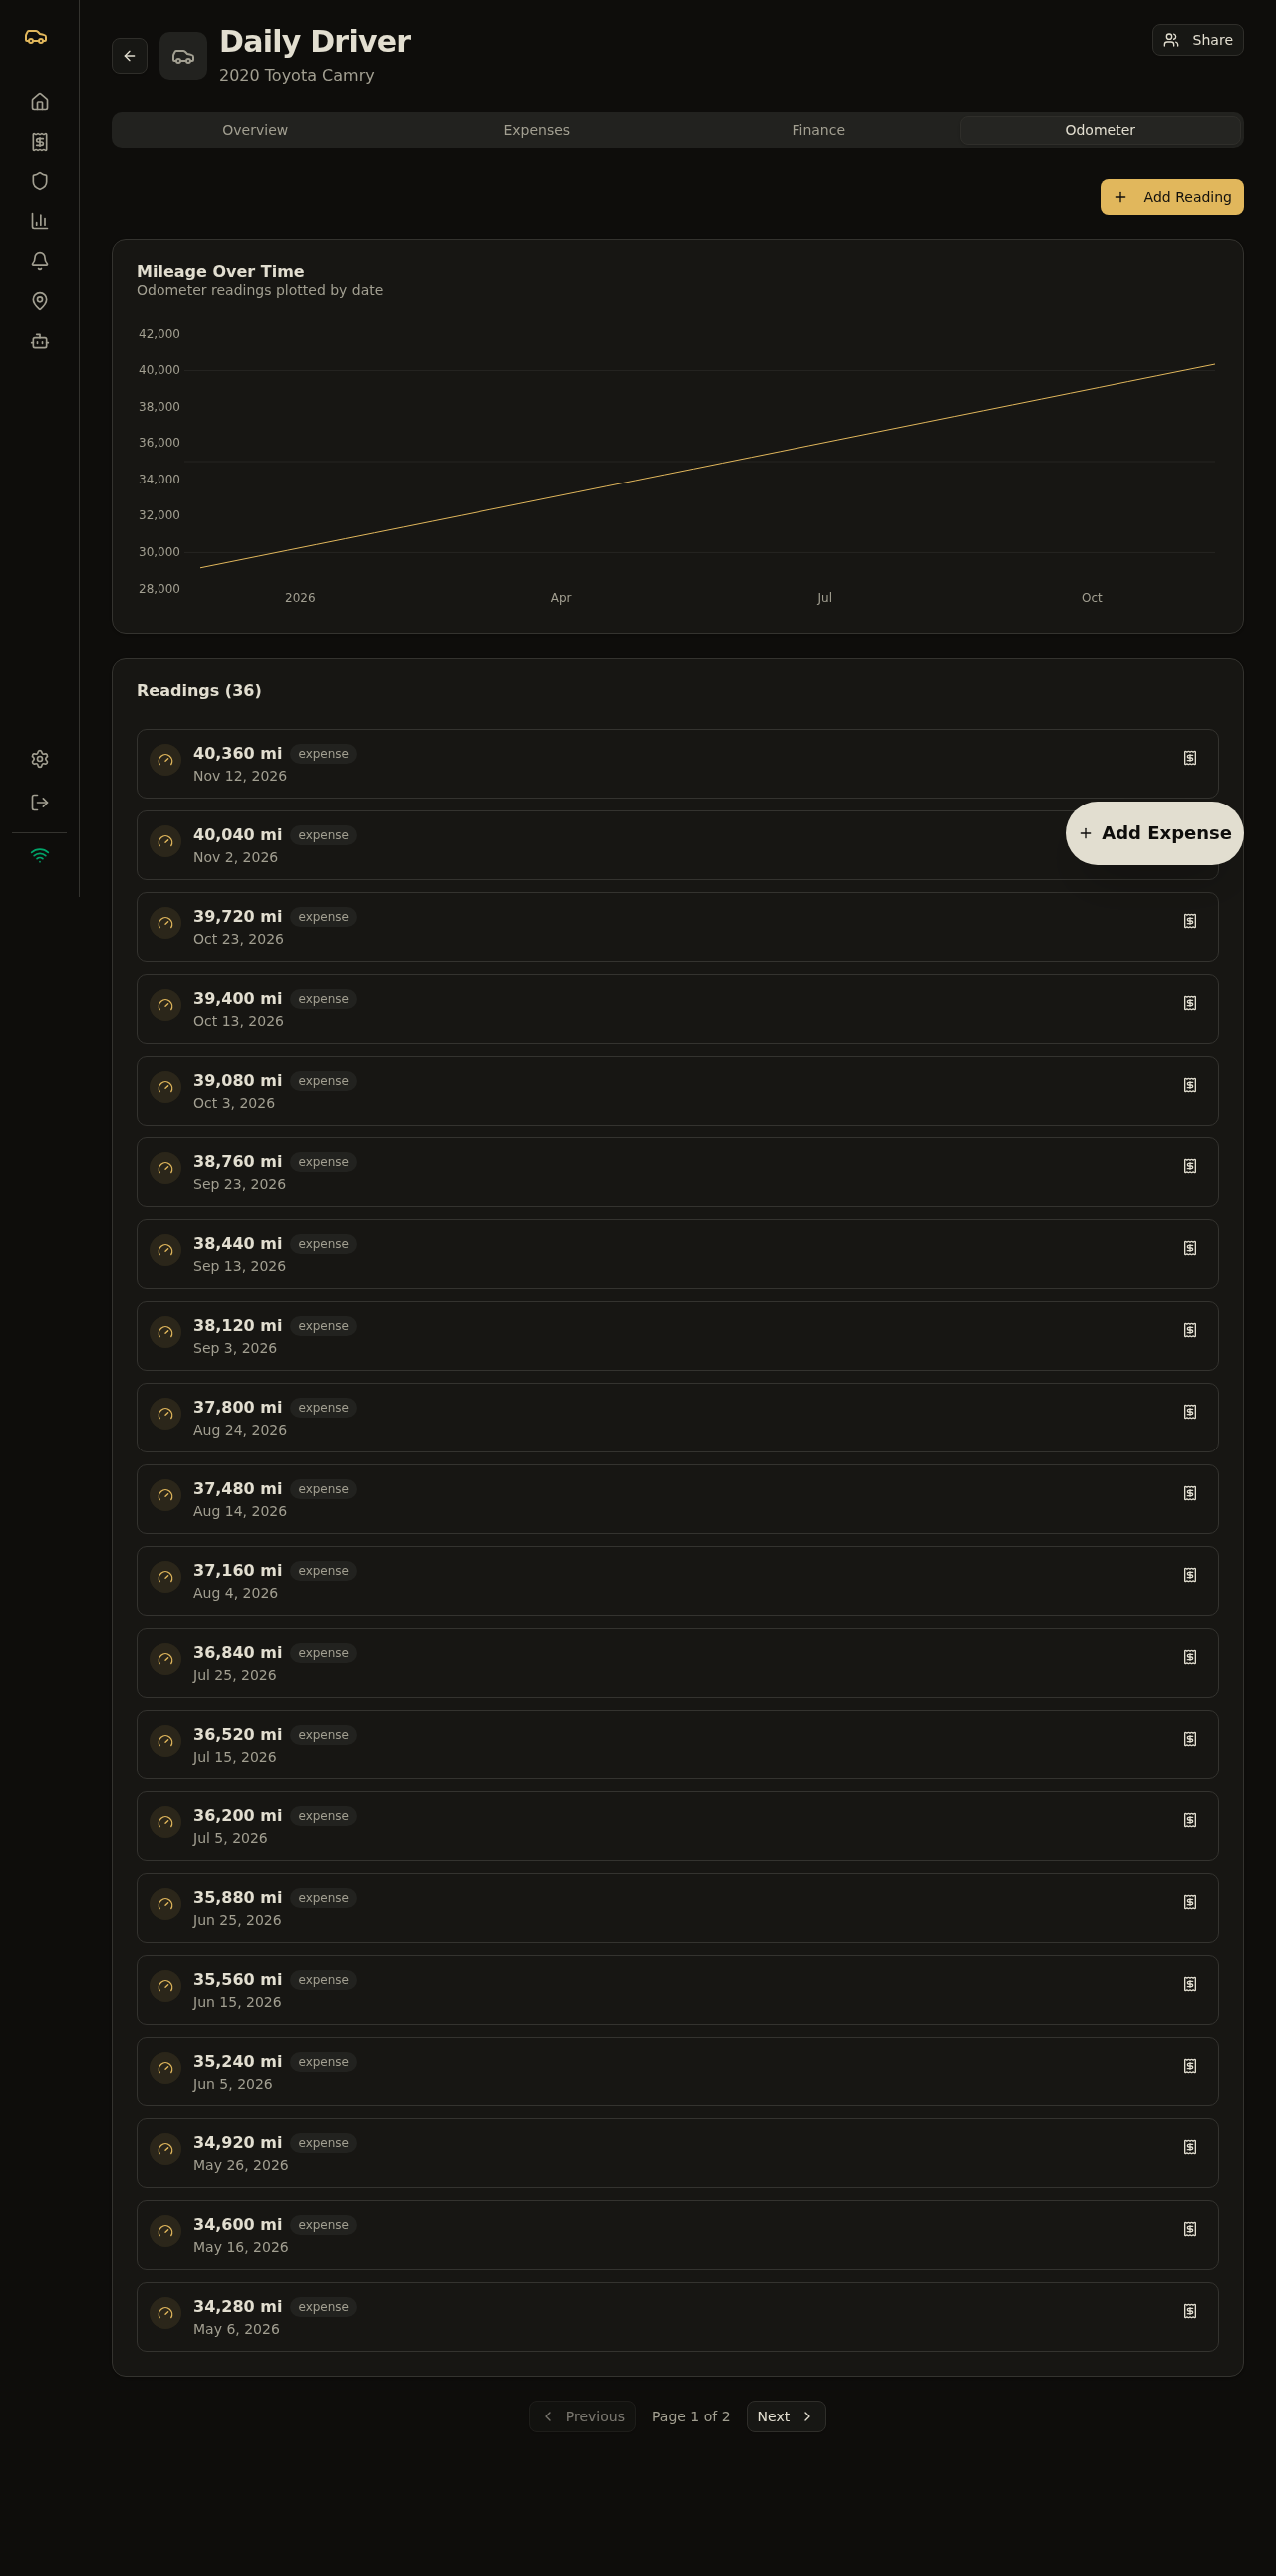 Daily Driver
2020 Toyota Camry
Share
Overview
Expenses
Finance
Odometer
Add Reading
Mileage Over Time
Odometer readings plotted by date
42,000
40,000
38,000
36,000
34,000
32,000
30,000
28,000
2026
Apr
Jul
Oct
Readings (36)
40,360 mi expense
Nov 12, 2026
40,040 mi expense
Nov 2, 2026
Add Expense
39,720 mi expense
Oct 23, 2026
39,400 mi expense
Oct 13, 2026
39,080 mi expense
Oct 3, 2026
38,760 mi expense
Sep 23, 2026
38,440 mi expense
Sep 13, 2026
38,120 mi expense
Sep 3, 2026
37,800 mi expense
Aug 24, 2026
37,480 mi expense
Aug 14, 2026
37,160 mi expense
Aug 4, 2026
36,840 mi expense
Jul 25, 2026
36,520 mi expense
Jul 15, 2026
36,200 mi expense
Jul 5, 2026
35,880 mi expense
Jun 25, 2026
35,560 mi expense
Jun 15, 2026
35,240 mi expense
Jun 5, 2026
34,920 mi expense
May 26, 2026
34,600 mi expense
May 16, 2026
34,280 mi expense
May 6, 2026
Previous
Page 1 of 2
Next